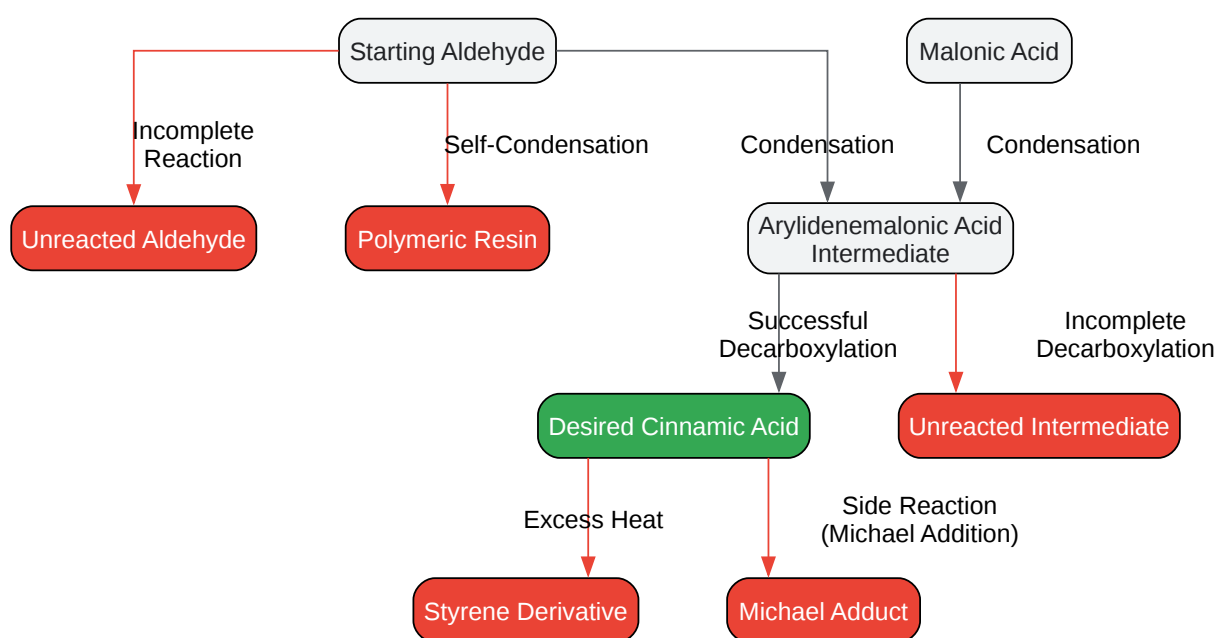 Starting Aldehyde
Malonic Acid
Incomplete
Reaction
Self-Condensation
Condensation
Condensation
Unreacted Aldehyde
Polymeric Resin
Arylidenemalonic Acid
Intermediate
Successful
Decarboxylation
Incomplete
Decarboxylation
Desired Cinnamic Acid
Unreacted Intermediate
Excess Heat
Side Reaction
(Michael Addition)
Styrene Derivative
Michael Adduct